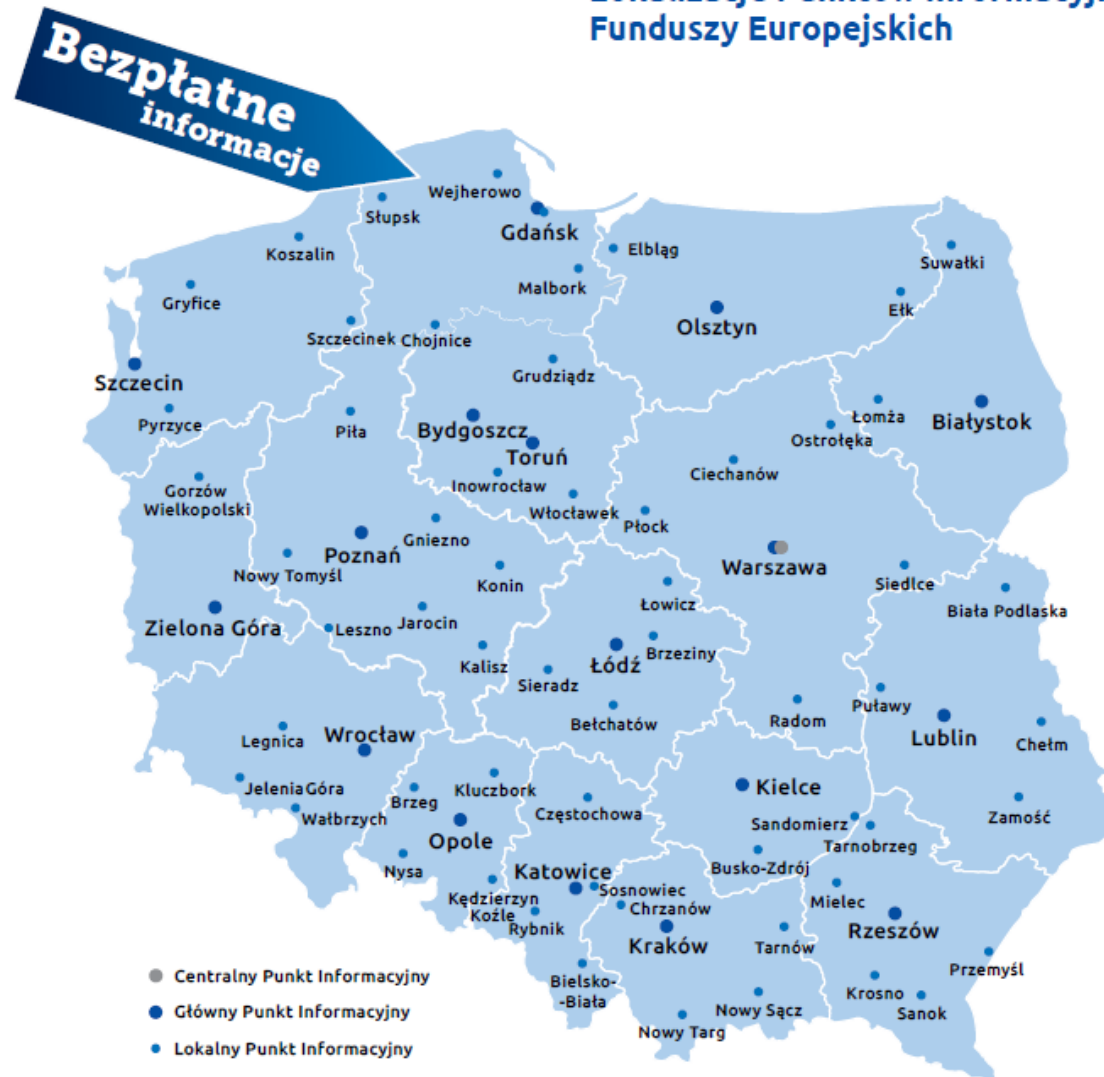 Funduszy Europejskich
Bezpłatne
informacje
Wejherowo
Słupsk
Gdańsk
Koszalin
Elbląg
Suwałki
Malbork
Gryfice
Ełk
Olsztyn
Szczecinek
Chojnice
Grudziądz
Szczecin
Łomża
Białystok
Pyrzyce
Piła
Bydgoszcz
Ostrołęka
Toruń
Ciechanów
Inowrocław
Gorzów
Wielkopolski
Włocławek
Płock
Gniezno
Poznań
Warszawa
Nowy Tomyśl
Konin
Siedlce
Łowicz
Biała Podlaska
Zielona Góra
Leszno
Jarocin
Brzeziny
Kalisz
Łódź
Sieradz
Puławy
Bełchatów
Radom
Legnica
Wrocław
Lublin
Chełm
JeleniaGóra
Brzeg
Kluczbork
Kielce
Wałbrzych
Częstochowa
Sandomierz
Zamość
Opole
Tarnobrzeg
Nysa
Katowice
Busko-Zdrój
Sosnowiec
Kędzierzyn
Koźle
Chrzanów
Mielec
Rybnik
Kraków
Rzeszów
Tarnów
Przemyśl
Bielsko-
-Biała
Krosno
Nowy Sącz
Sanok
Nowy Targ
Centralny Punkt Informacyjny
Główny Punkt Informacyjny
Lokalny Punkt Informacyjny